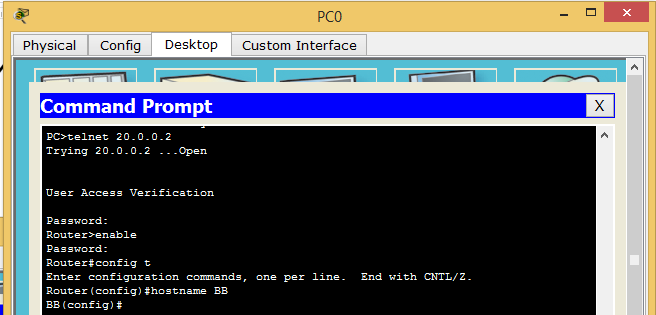 PC0
Physical Config Desktop Custom Interface
Command Prompt X
PC>telnet 20.0.0.2
Trying 20.0.0.2 ...Open
User Access Verification
Password:
Router>enable
Password:
Router#config t
Enter configuration commands, one per line.  End with CNTL/Z.
Router(config)#hostname BB
BB(config)#